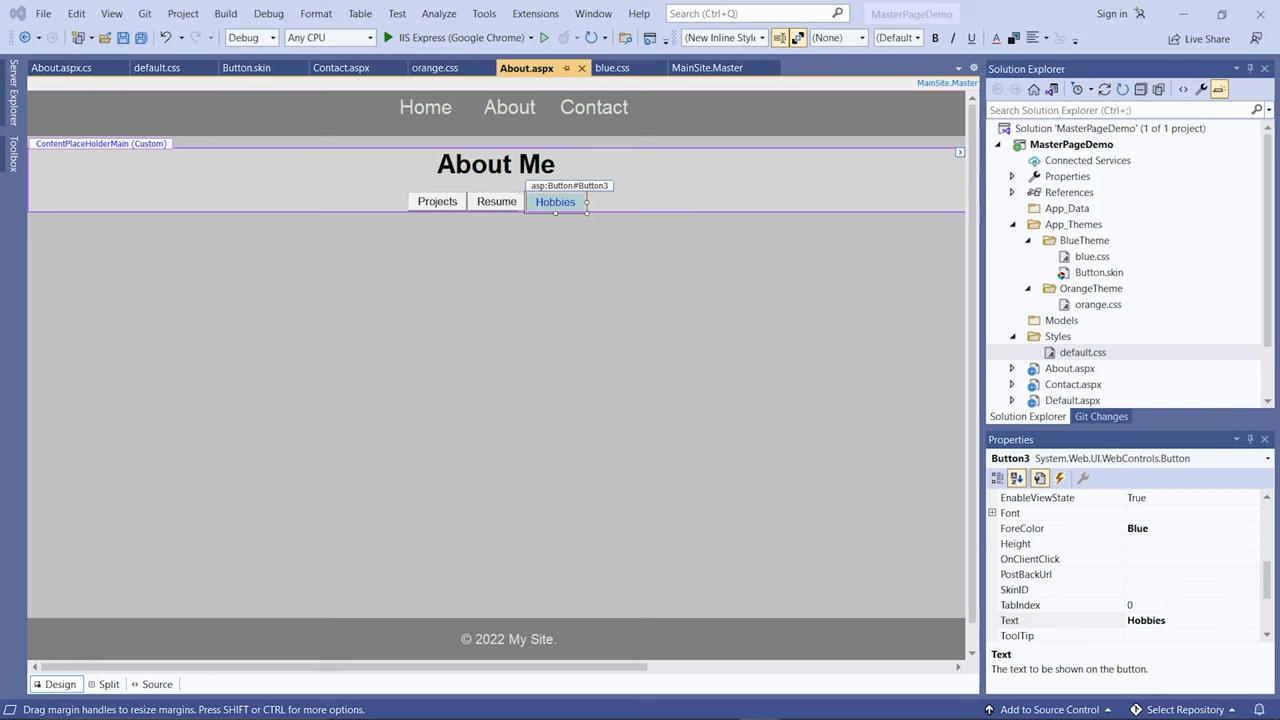 File Edit View Git Project Build Debug Format Table Test Analyze Tools Extensions Window Help Search (Ctrl+Q) MasterPageDemo Sign in
Debug Any CPU IIS Express (Google Chrome) (New Inline Style (None) (Default Live Share
Server Explorer
Toolbox
About.aspx.cs default.css Button.skin Contact.aspx orange.css About.aspx blue.css MainSite.Master
MainSite.Master
Home About Contact
ContentPlaceHolderMain (Custom)
About Me
asp:Button#Button3
Projects Resume Hobbies
© 2022 My Site.
Design Split Source
Solution Explorer
Search Solution Explorer (Ctrl+;)
Solution 'MasterPageDemo' (1 of 1 project)
MasterPageDemo
Connected Services
Properties
References
App_Data
App_Themes
BlueTheme
blue.css
Button.skin
OrangeTheme
orange.css
Models
Styles
default.css
About.aspx
Contact.aspx
Default.aspx
Solution Explorer Git Changes
Properties
Button3 System.Web.UI.WebControls.Button
EnableViewState True
Font
ForeColor Blue
Height
OnClientClick
PostBackUrl
SkinID
TabIndex 0
Text Hobbies
ToolTip
Text
The text to be shown on the button.
Drag margin handles to resize margins. Press SHIFT or CTRL for more options. Add to Source Control Select Repository